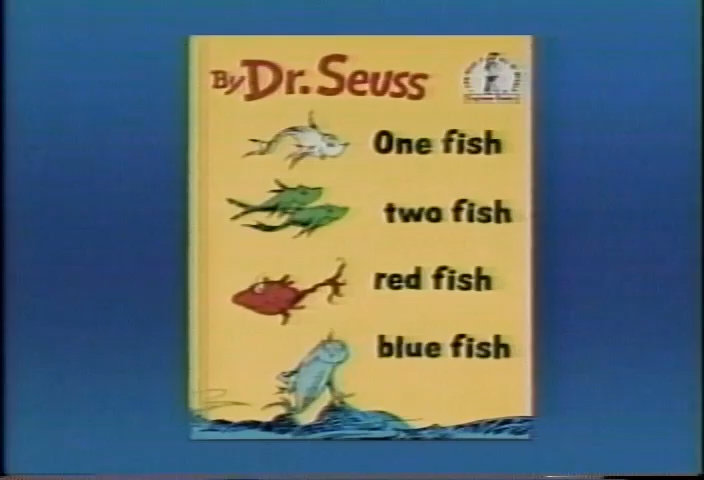 By Dr. Seuss
One fish
two fish
red fish
blue fish